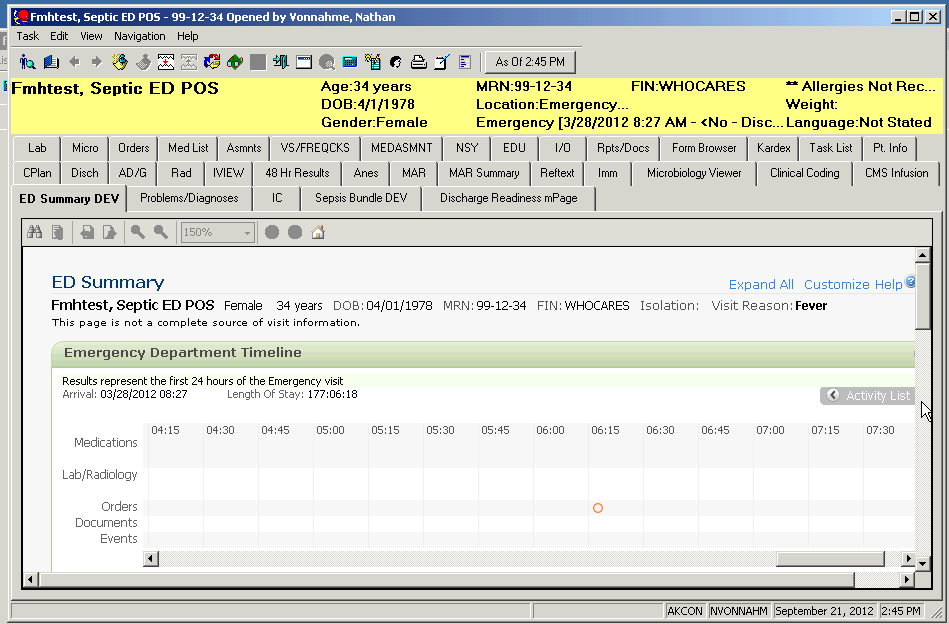 Fmhtest, Septic ED POS - 99-12-34 Opened by Vonnahme, Nathan
Task Edit View Navigation Help
As Of 2:45 PM
Fmhtest, Septic ED POS Age:34 years MRN:99-12-34 FIN:WHOCARES ** Allergies Not Rec...
DOB:4/1/1978 Location:Emergency... Weight:
Gender:Female Emergency [3/28/2012 8:27 AM - <No - Disc... Language:Not Stated
Lab Micro Orders Med List Asmnts VS/FREQCKS MEDASMNT NSY EDU I/O Rpts/Docs Form Browser Kardex Task List Pt. Info
CPlan Disch AD/G Rad IVIEW 48 Hr Results Anes MAR MAR Summary Reftext Imm Microbiology Viewer Clinical Coding CMS Infusion
ED Summary DEV Problems/Diagnoses IC Sepsis Bundle DEV Discharge Readiness mPage
150%
ED Summary
Expand All Customize Help
Fmhtest, Septic ED POS Female 34 years DOB: 04/01/1978 MRN: 99-12-34 FIN: WHOCARES Isolation: Visit Reason: Fever
This page is not a complete source of visit information.
Emergency Department Timeline
Results represent the first 24 hours of the Emergency visit
Arrival: 03/28/2012 08:27 Length Of Stay: 177:06:18
Activity List
04:15 04:30 04:45 05:00 05:15 05:30 05:45 06:00 06:15 06:30 06:45 07:00 07:15 07:30
Medications
Lab/Radiology
Orders
Documents
Events
AKCON NVONNAHM September 21, 2012 2:45 PM